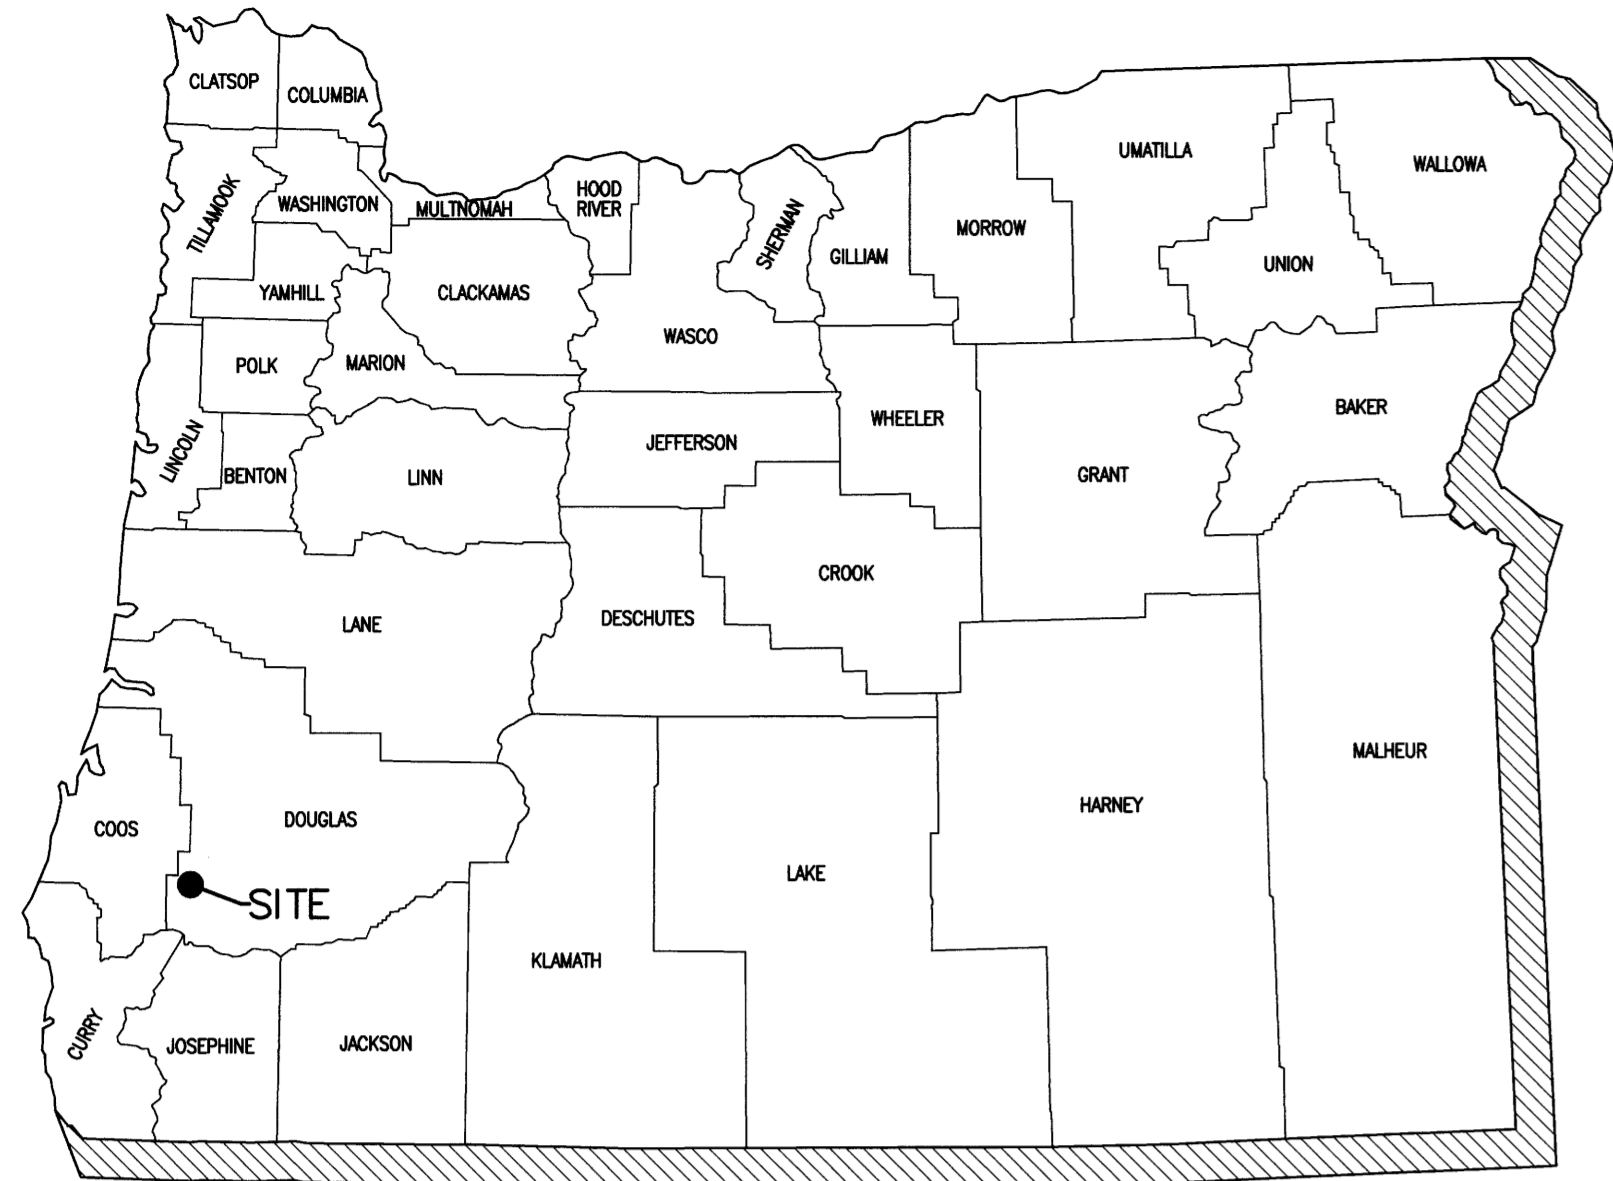 CLATSOP
COLUMBIA
TILLAMOOK
WASHINGTON
MULTNOMAH
HOOD
RIVER
SHERMAN
GILLIAM
MORROW
UMATILLA
WALLOWA
UNION
YAMHILL
CLACKAMAS
WASCO
POLK
MARION
WHEELER
BAKER
LINCOLN
BENTON
LINN
JEFFERSON
GRANT
LANE
DESCHUTES
CROOK
COOS
DOUGLAS
HARNEY
MALHEUR
SITE
LAKE
KLAMATH
CURRY
JOSEPHINE
JACKSON